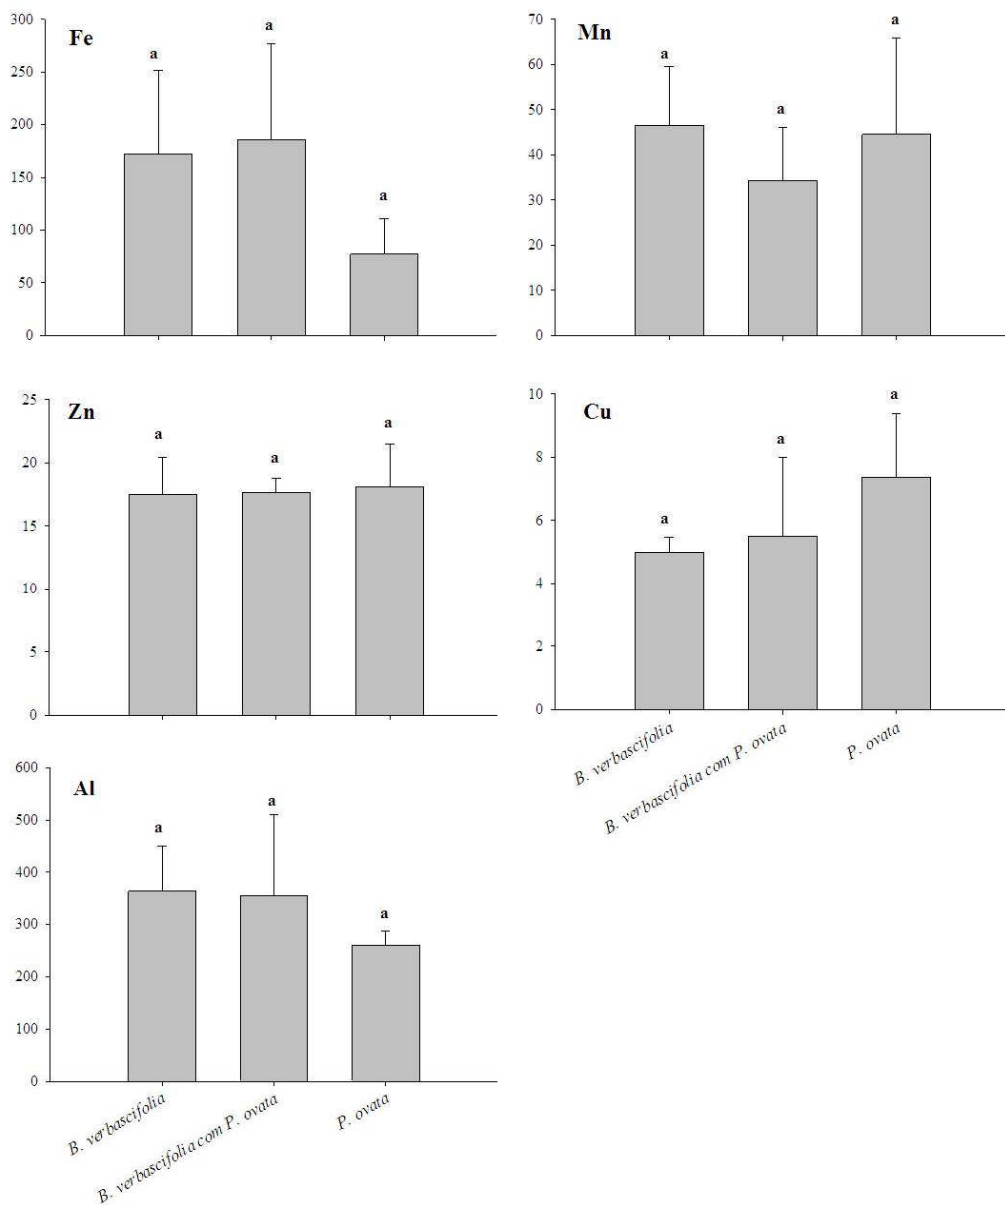 Fe
300
250
200
150
100
50
0
a
a
a
Mn
70
60
50
40
30
20
10
0
a
a
a
Zn
25
20
15
10
5
0
a
a
a
Cu
10
8
6
4
2
0
a
a
a
B. verbascifolia
B. verbascifolia com P. ovata
P. ovata
Al
600
500
400
300
200
100
0
a
a
a
B. verbascifolia
B. verbascifolia com P. ovata
P. ovata